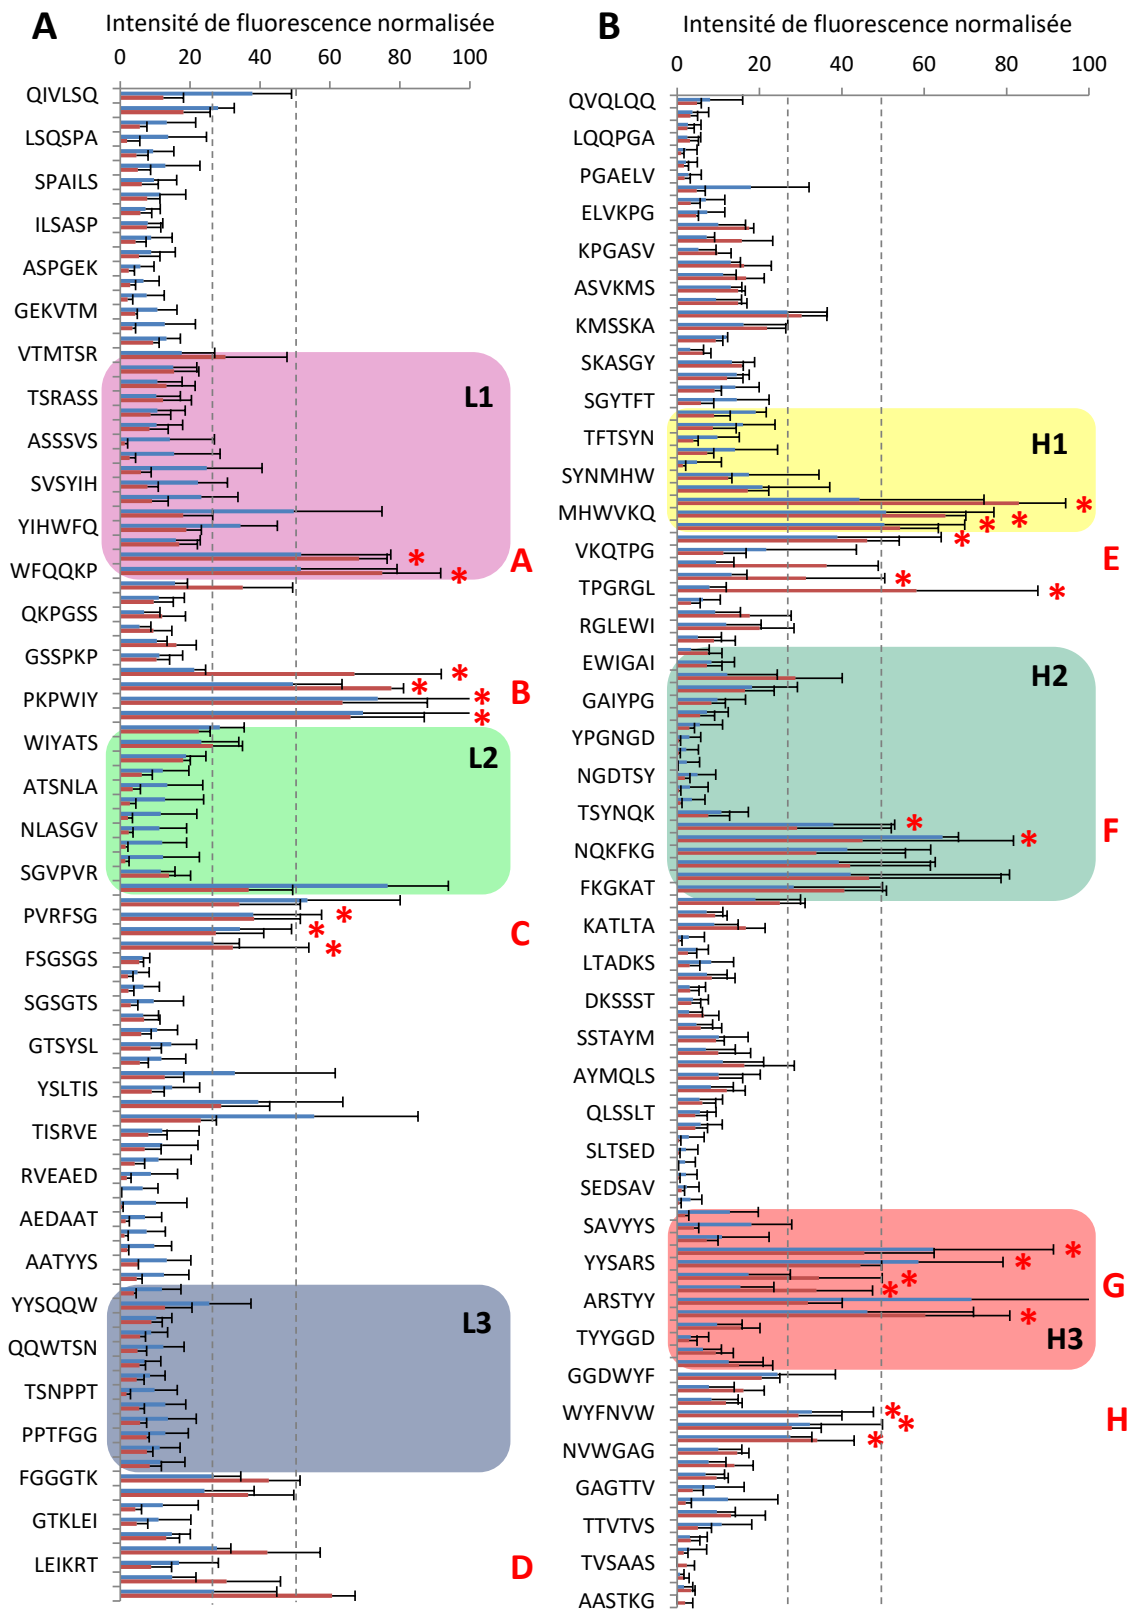 A
Intensité de fluorescence normalisée
0 20 40 60 80 100
QIVLSQ
LSQSPA
SPAILS
ILSASP
ASPGEK
GEKVTM
VTMTSR
TSRASS
L1
ASSSVS
SVSYIH
YIHWFQ
*
A
WFQQKP
*
QKPGSS
GSSPKP
*
*
B
PKPWIY
*
*
WIYATS
L2
ATSNLA
NLASGV
SGVPVR
PVRFSG
*
*
C
*
FSGSGS
SGSGTS
GTSYSL
YSLTIS
TISRVE
RVEAED
AEDAAT
AATYYS
YYSQQW
L3
QQWTSN
TSNPPT
PPTFGG
FGGGTK
GTKLEI
LEIKRT
D
B
Intensité de fluorescence normalisée
0 20 40 60 80 100
QVQLQQ
LQQPGA
PGAELV
ELVKPG
KPGASV
ASVKMS
KMSSKA
SKASGY
SGYTFT
TFTSYN
H1
SYNMHW
*
MHWVKQ
*
*
*
VKQTPG
E
*
TPGRGL
*
RGLEWI
EWIGAI
H2
GAIYPG
YPGNGD
NGDTSY
TSYNQK
*
F
*
NQKFKG
FKGKAT
KATLTA
LTADKS
DKSSST
SSTAYM
AYMQLS
QLSSLT
SLTSED
SEDSAV
SAVYYS
*
YYSARS
*
*
G
*
ARSTYY
*
TYYGGD
H3
GGDWYF
*
WYFNVW
*
H
*
NVWGAG
GAGTTV
TTVTVS
TVSAAS
AASTKG